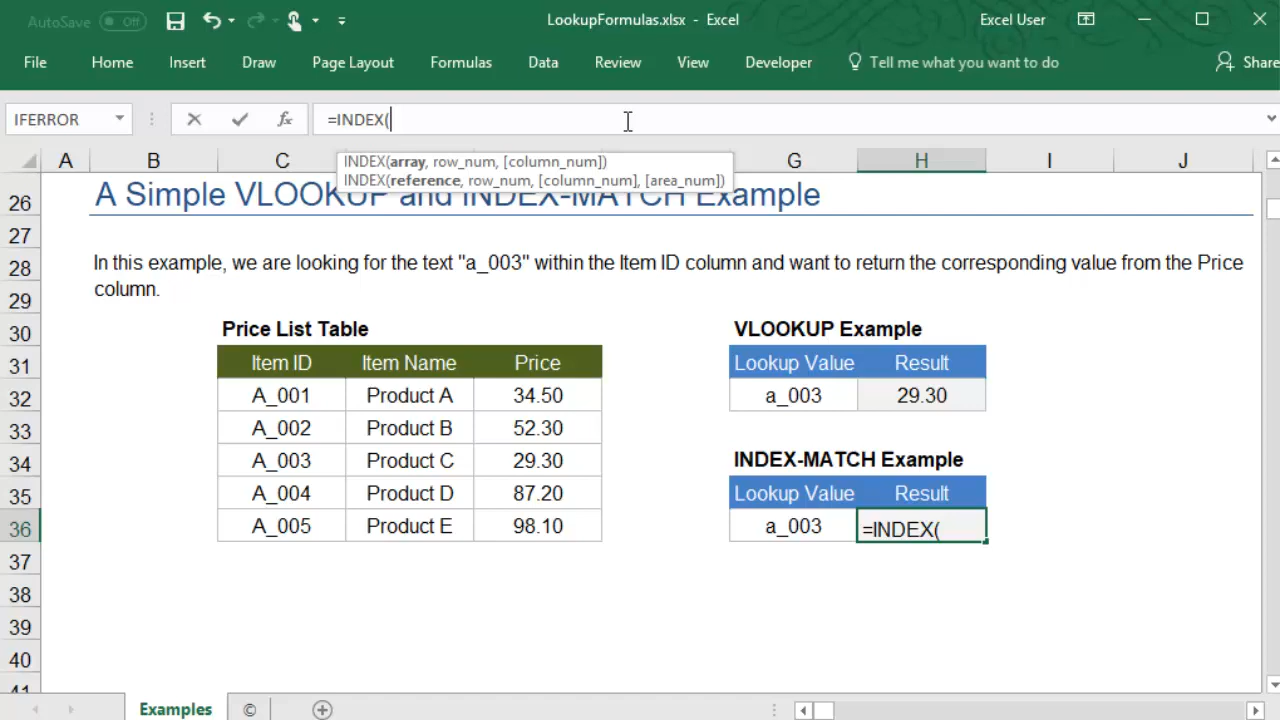 AutoSave Off LookupFormulas.xlsx - Excel Excel User
File Home Insert Draw Page Layout Formulas Data Review View Developer Tell me what you want to do Share
IFERROR fx =INDEX(
INDEX(array, row_num, [column_num])
INDEX(reference, row_num, [column_num], [area_num])
A B C G H I J
26 A Simple VLOOKUP and INDEX-MATCH Example
27
28 In this example, we are looking for the text "a_003" within the Item ID column and want to return the corresponding value from the Price
29 column.
30 Price List Table VLOOKUP Example
31 Item ID Item Name Price Lookup Value Result
32 A_001 Product A 34.50 a_003 29.30
33 A_002 Product B 52.30
34 A_003 Product C 29.30 INDEX-MATCH Example
35 A_004 Product D 87.20 Lookup Value Result
36 A_005 Product E 98.10 a_003 =INDEX(
37
38
39
40
41
Examples ©